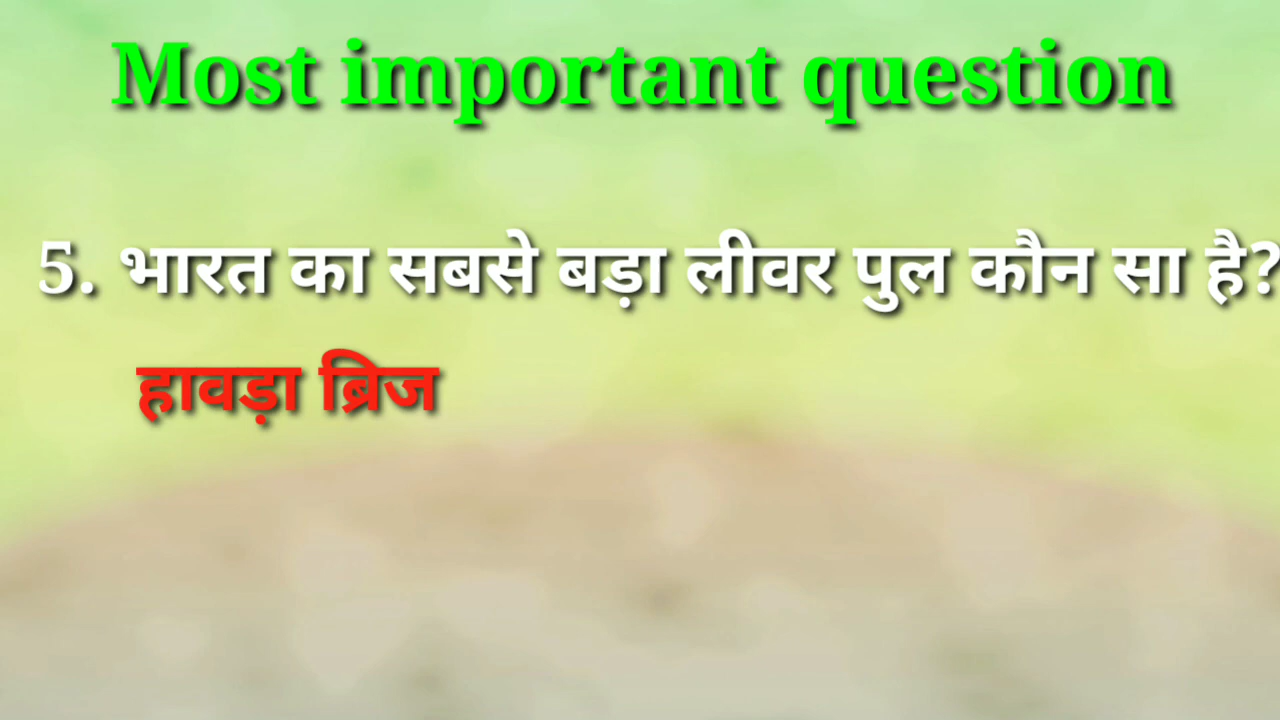 Most important question
5. भारत का सबसे बड़ा लीवर पुल कौन सा है?
हावड़ा ब्रिज